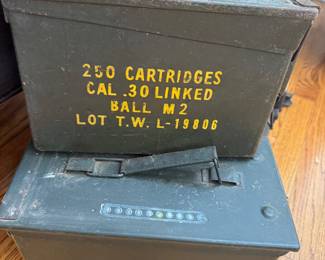 250 CARTRIDGES
CAL .30 LINKED
BALL M2
LOT T.W. L-19806